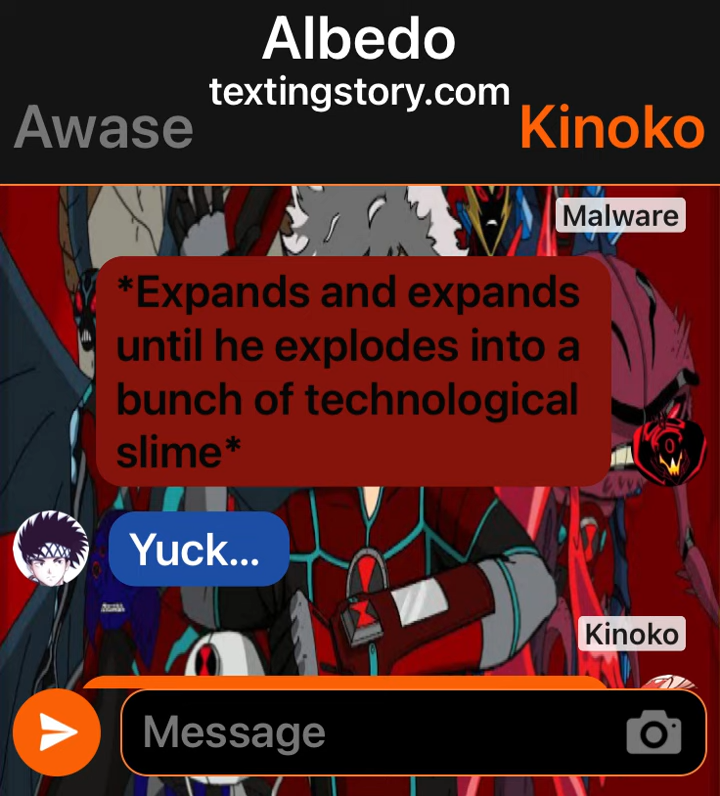 Albedo
textingstory.com
Awase
Kinoko
Malware
*Expands and expands
until he explodes into a
bunch of technological
slime*
Yuck...
Kinoko
Message